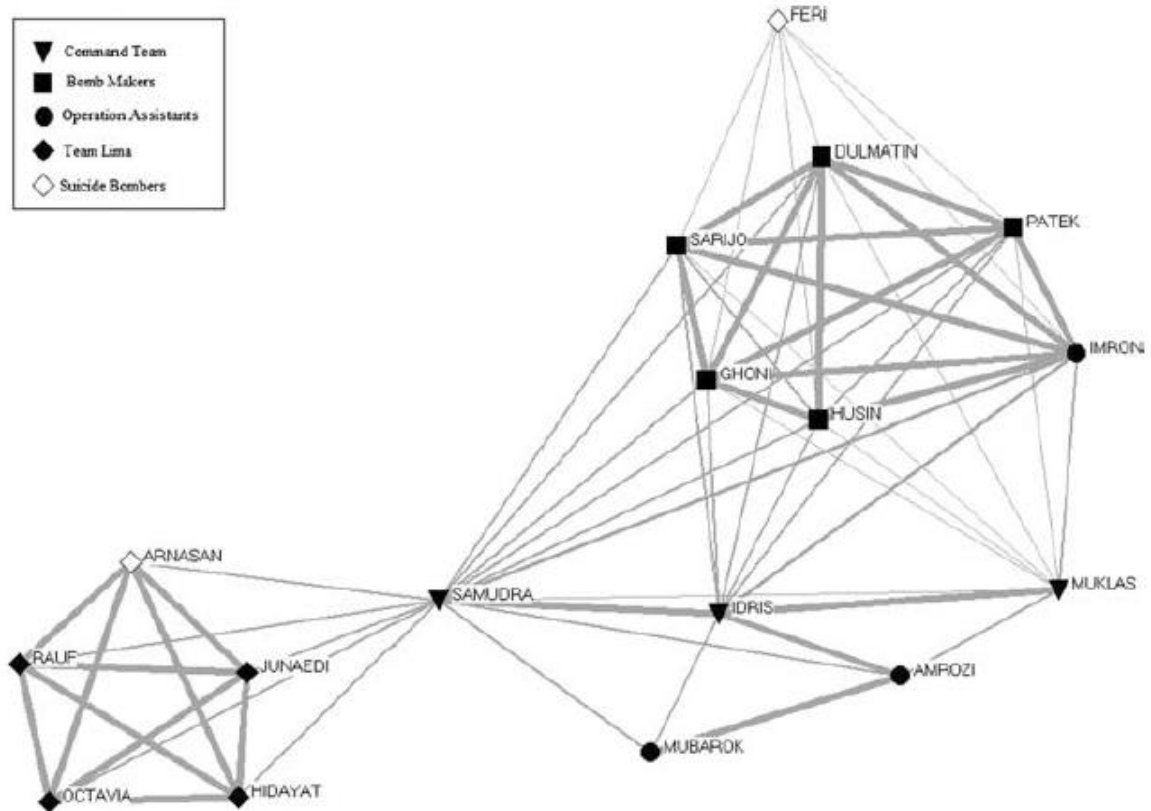 FERI
Command Team
Bomb Makers
Operation Assistants
Team Lima
Suicide Bombers
DULMATIN
PATEK
SARIJO
IMRON
GHONI
HUSIN
ARNASAN
SAMUDRA
IDRIS
MUKLAS
RAUF
JUNAEDI
AMROZI
MUBAROK
OCTAVIA
HIDAYAT